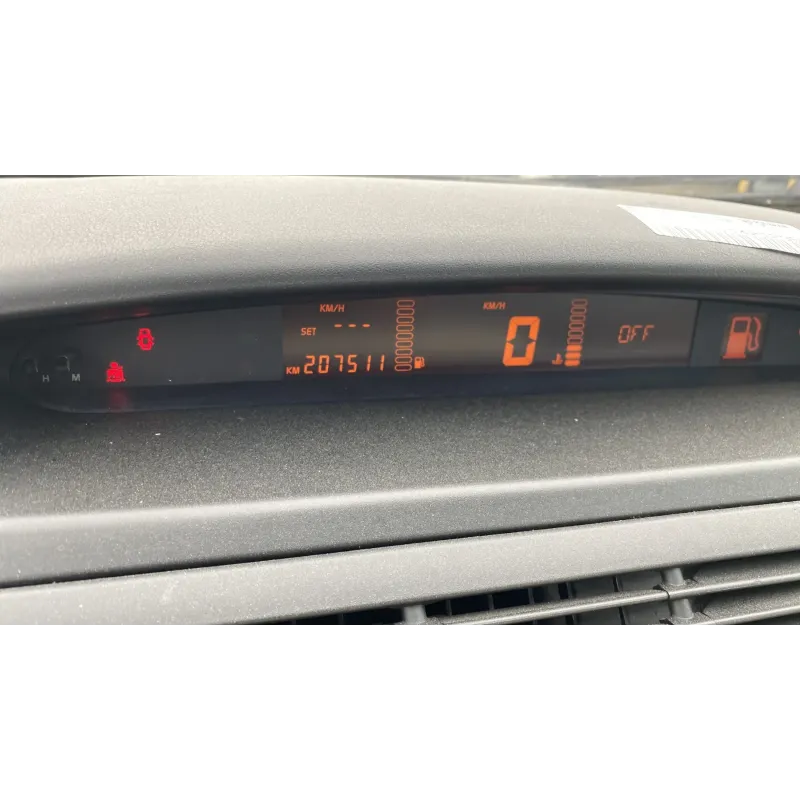 KM/H
SET ---
KM 207511
KM/H
0
OFF
H M